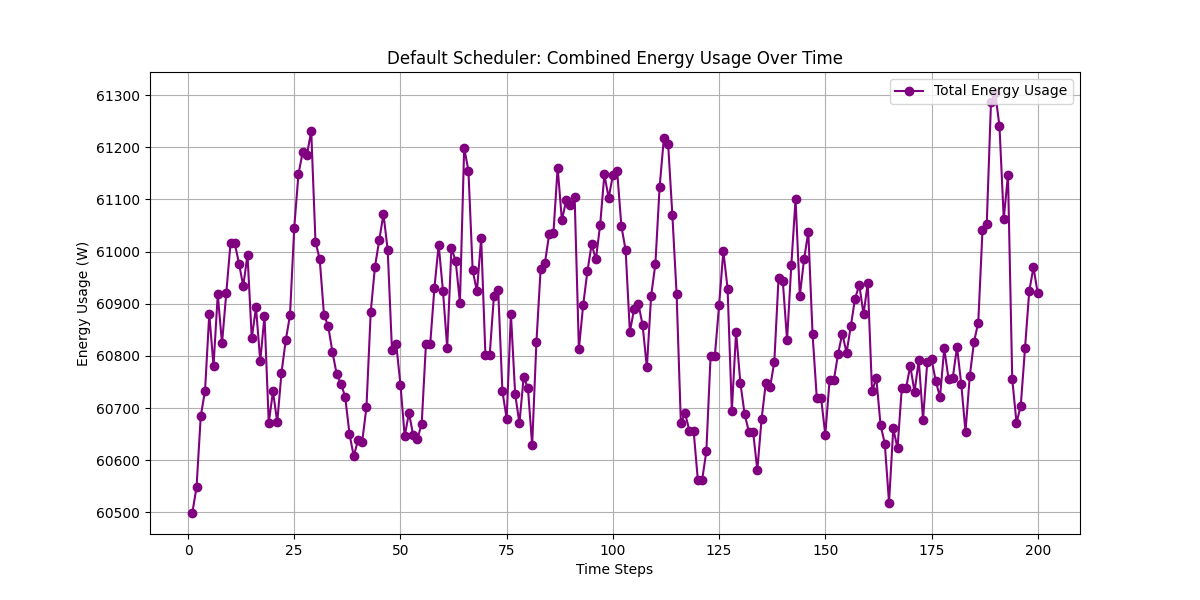 Default Scheduler: Combined Energy Usage Over Time
Total Energy Usage
Energy Usage (W)
61300
61200
61100
61000
60900
60800
60700
60600
60500
0 25 50 75 100 125 150 175 200
Time Steps